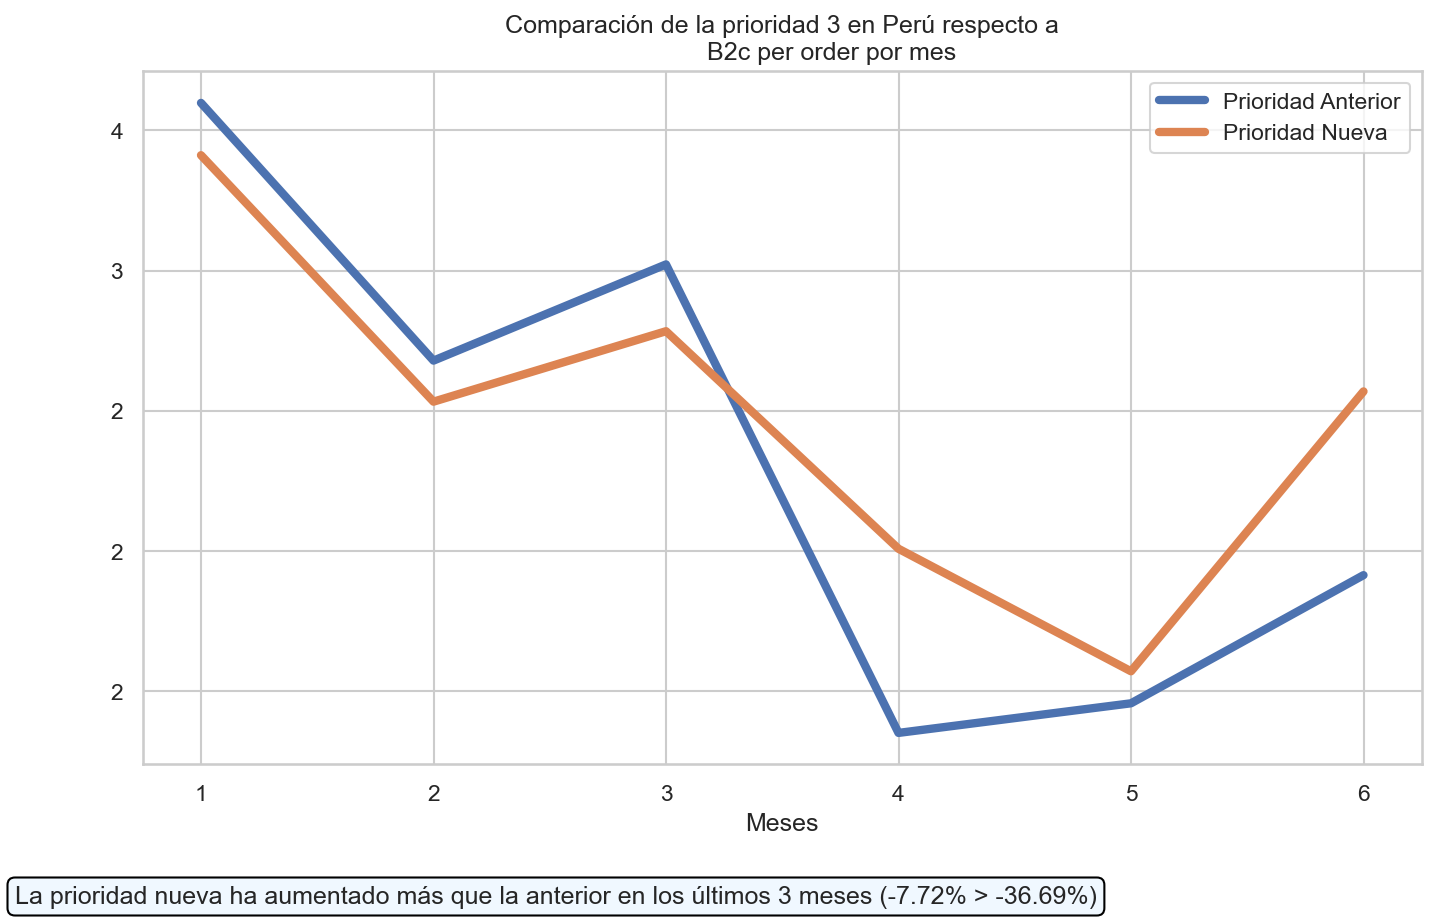 Comparación de la prioridad 3 en Perú respecto a
B2c per order por mes
Prioridad Anterior
Prioridad Nueva
4
3
2
2
2
1 2 3 4 5 6
Meses
La prioridad nueva ha aumentado más que la anterior en los últimos 3 meses (-7.72% > -36.69%)